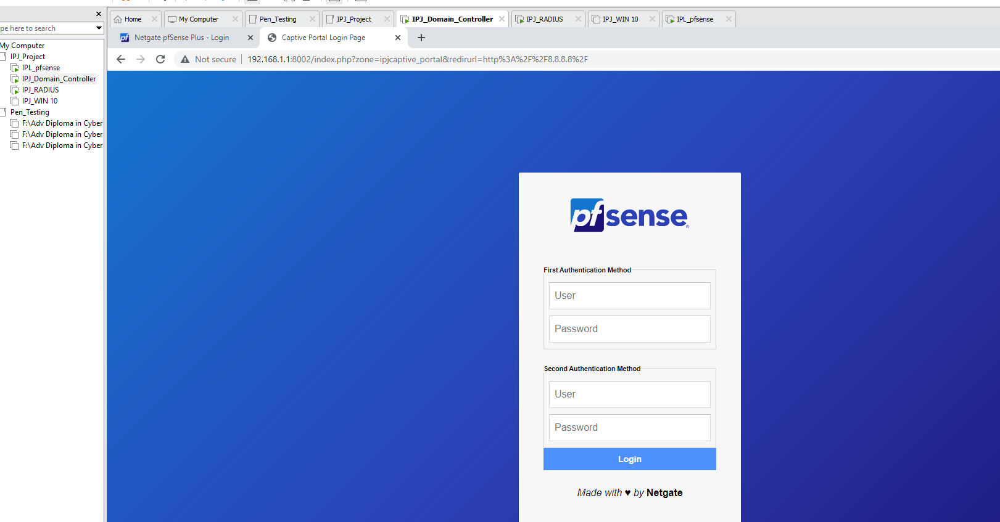 Home
My Computer
Pen_Testing
IPJ_Project
IPJ_Domain_Controller
IPJ_RADIUS
IPJ_WIN 10
IPL_pfsense
pe here to search
Netgate pfSense Plus - Login
Captive Portal Login Page
My Computer
IPJ_Project
IPL_pfsense
IPJ_Domain_Controller
IPJ_RADIUS
IPJ_WIN 10
Pen_Testing
F:\Adv Diploma in Cyber
F:\Adv Diploma in Cyber
F:\Adv Diploma in Cyber
Not secure
192.168.1.1:8002/index.php?zone=ipjcaptive_portal&redirurl=http%3A%2F%2F8.8.8.8%2F
pfsense®
First Authentication Method
User
Password
Second Authentication Method
User
Password
Login
Made with ♥ by Netgate